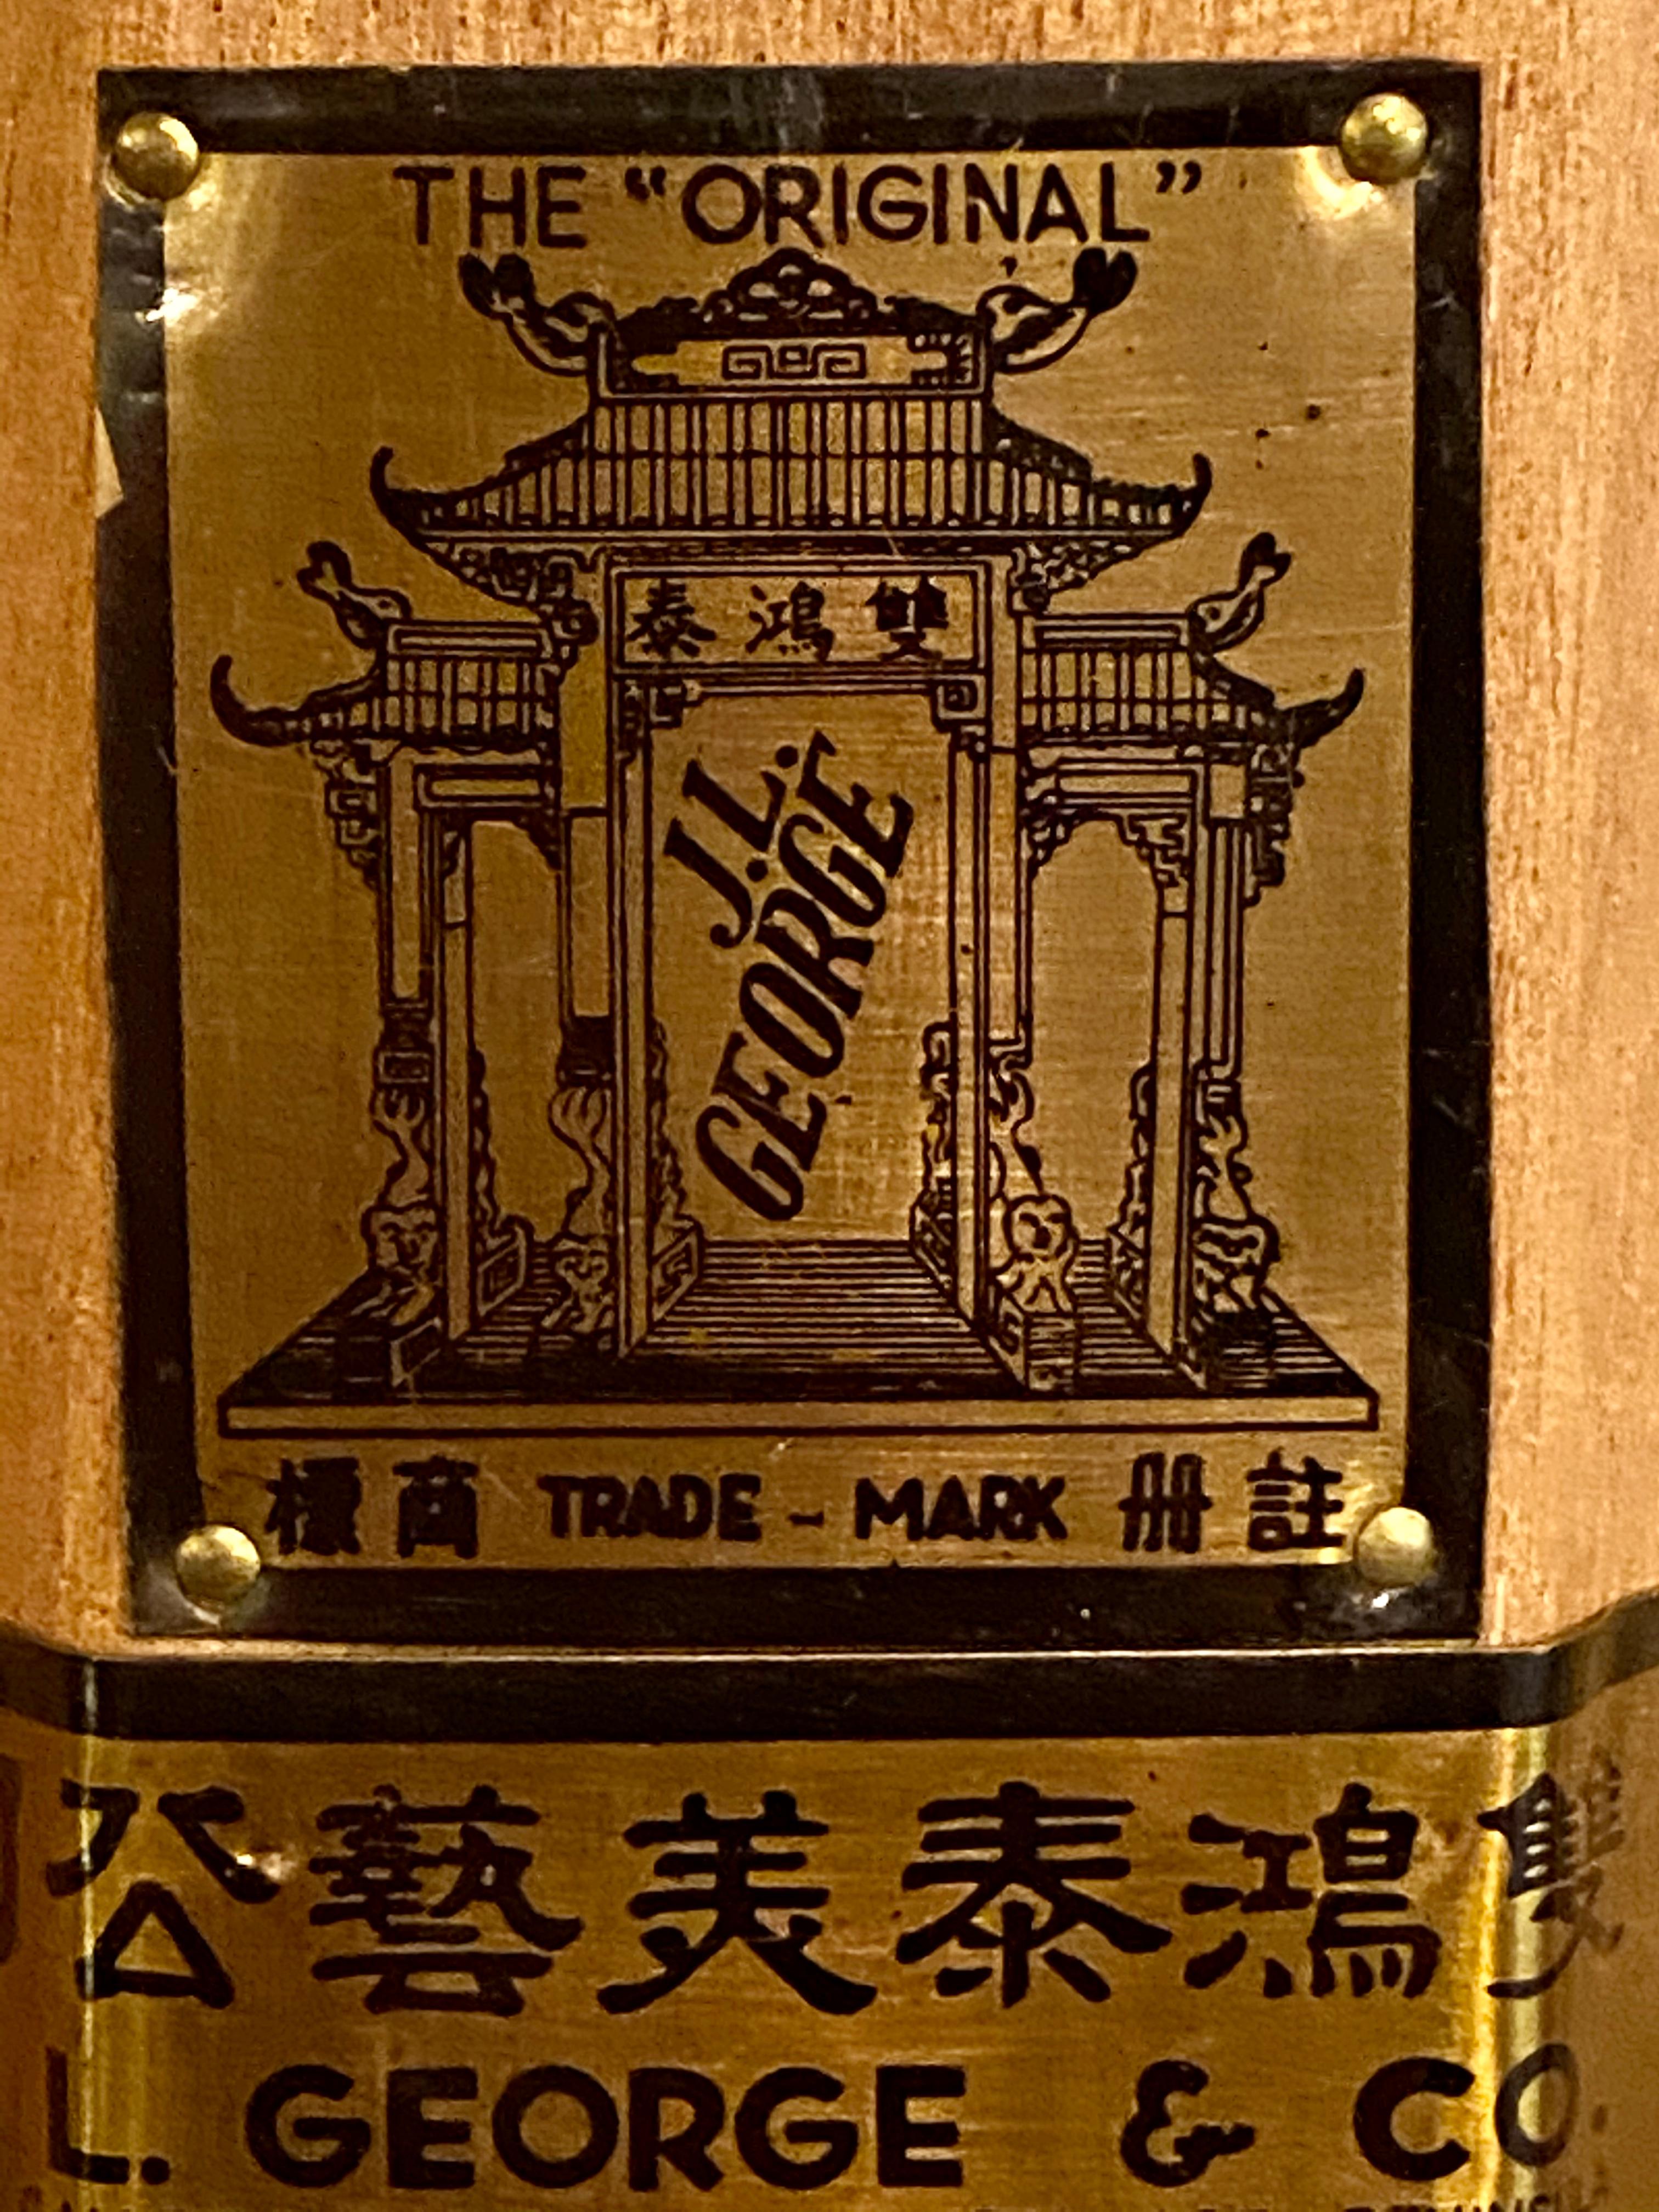 THE “ORIGINAL”
雙鴻泰
J.L.
GEORGE
註册 TRADE - MARK 商標
雙鴻泰美藝公
L. GEORGE & CO.